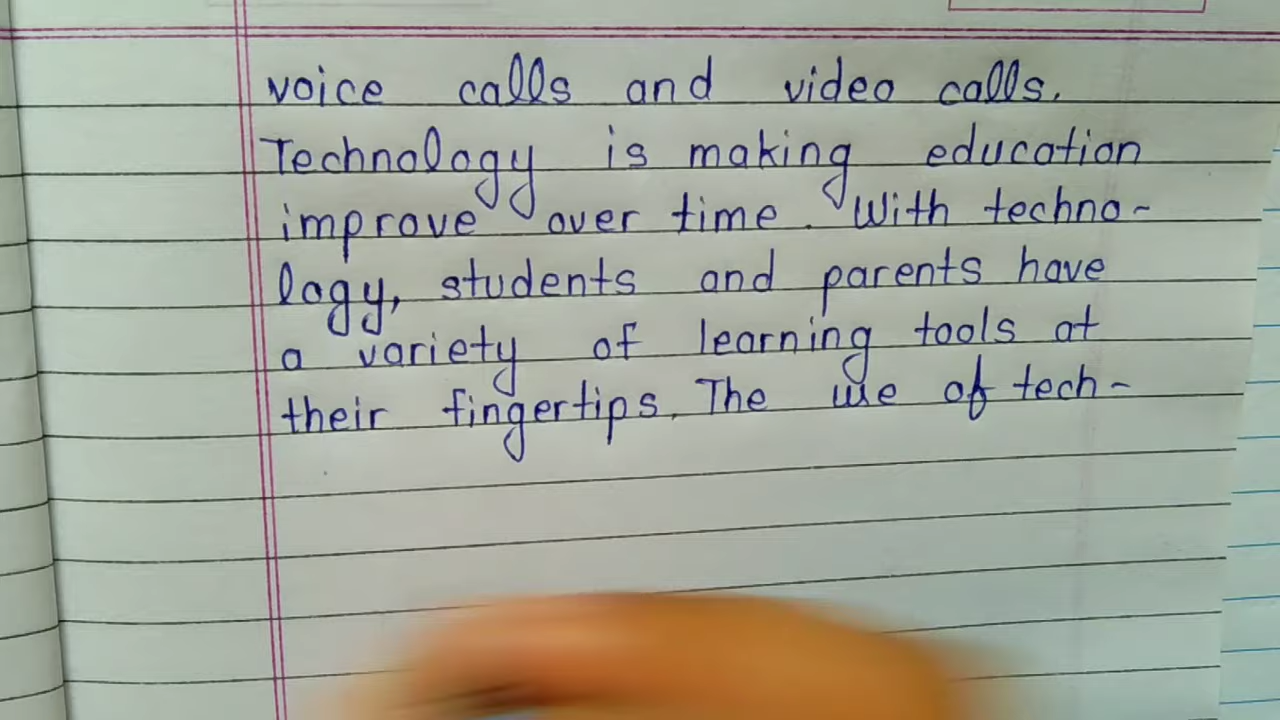 voice calls and video calls.
Technology is making education
improve over time. With techno-
logy, students and parents have
a variety of learning tools at
their fingertips. The use of tech-